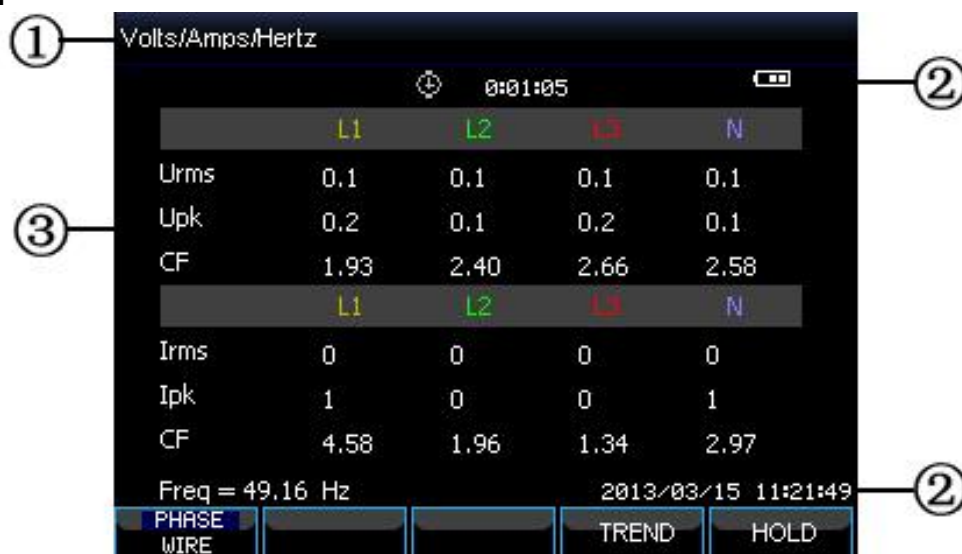 ① Volts/Amps/Hertz
0:01:05 ②
L1 L2 L3 N
Urms 0.1 0.1 0.1 0.1
③ Upk 0.2 0.1 0.2 0.1
CF 1.93 2.40 2.66 2.58
L1 L2 L3 N
Irms 0 0 0 0
Ipk 1 0 0 1
CF 4.58 1.96 1.34 2.97
Freq = 49.16 Hz 2013/03/15 11:21:49 ②
PHASE TREND HOLD
WIRE